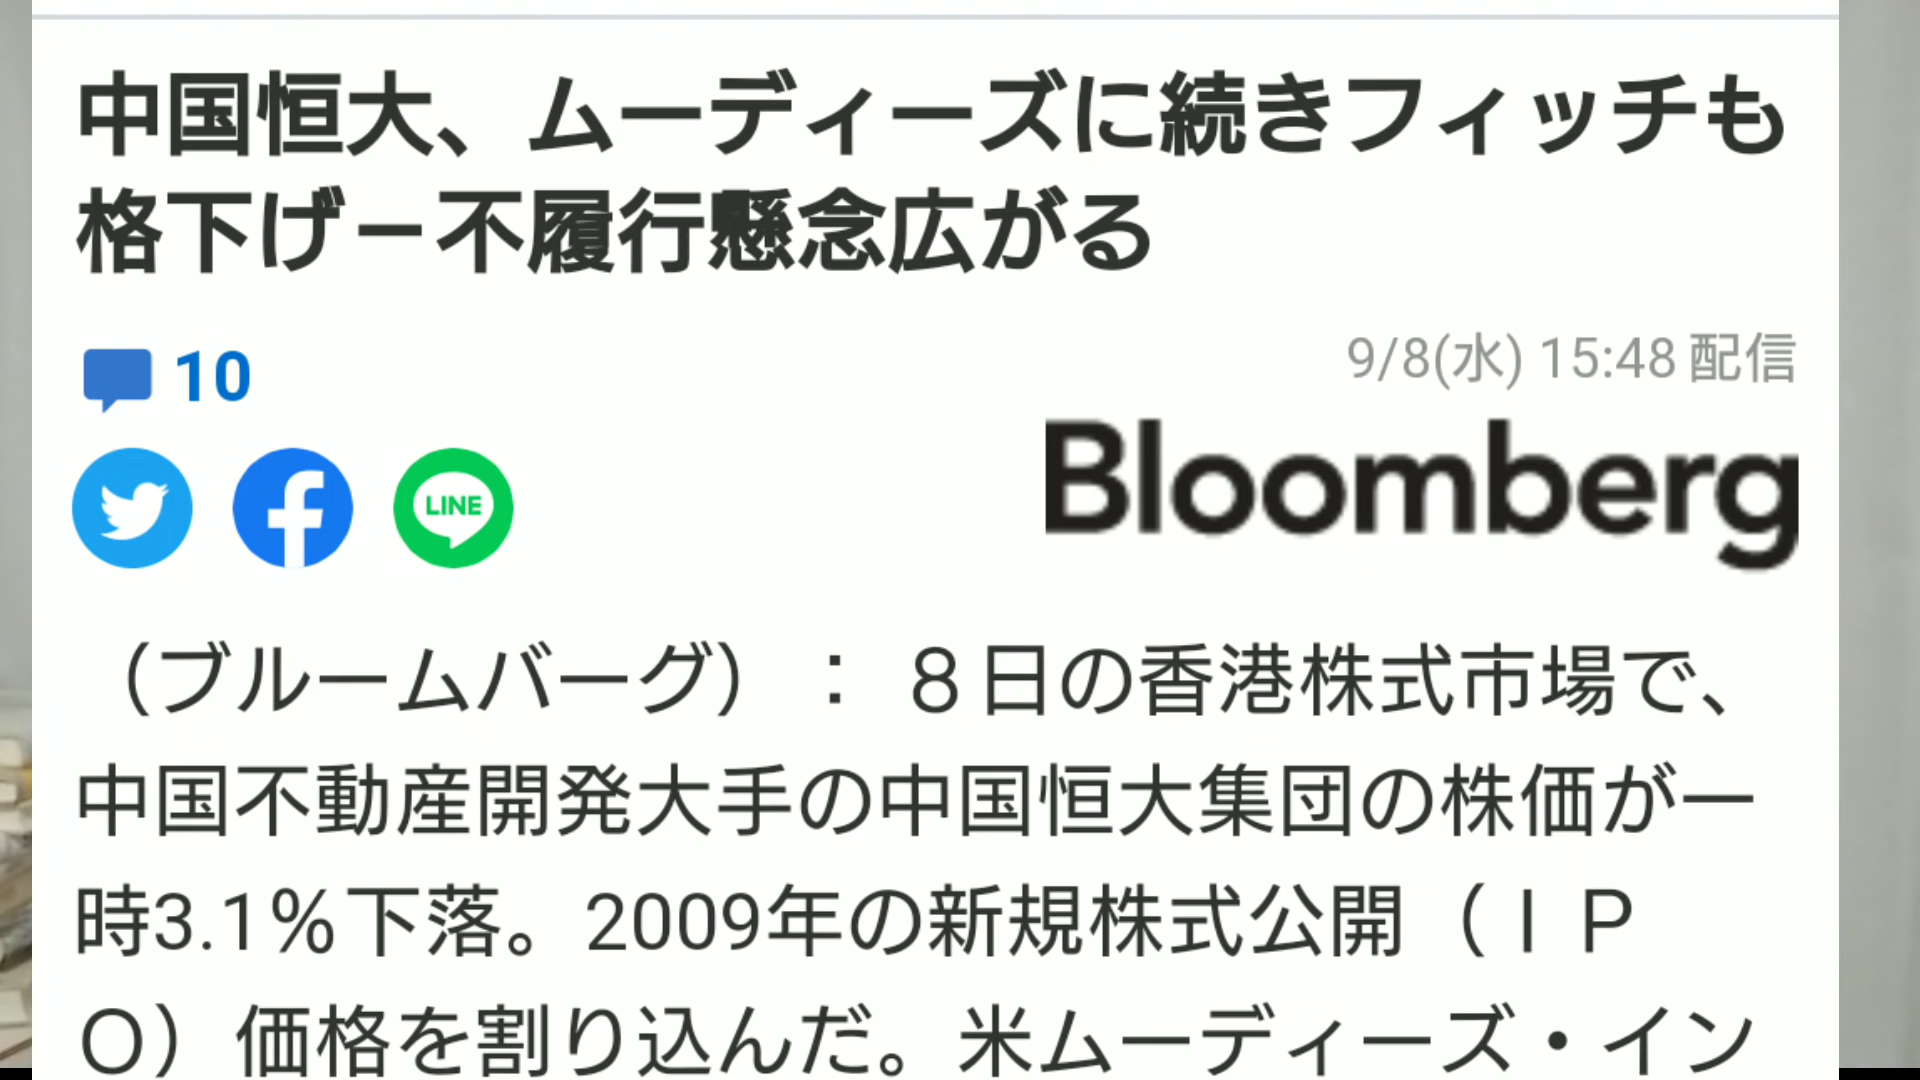 中国恒大、ムーディーズに続きフィッチも
格下げ－不履行懸念広がる
10
9/8(水) 15:48 配信
LINE
Bloomberg
（ブルームバーグ）： ８日の香港株式市場で、
中国不動産開発大手の中国恒大集団の株価が一
時3.1％下落。2009年の新規株式公開（ＩＰ
Ｏ）価格を割り込んだ。米ムーディーズ・イン